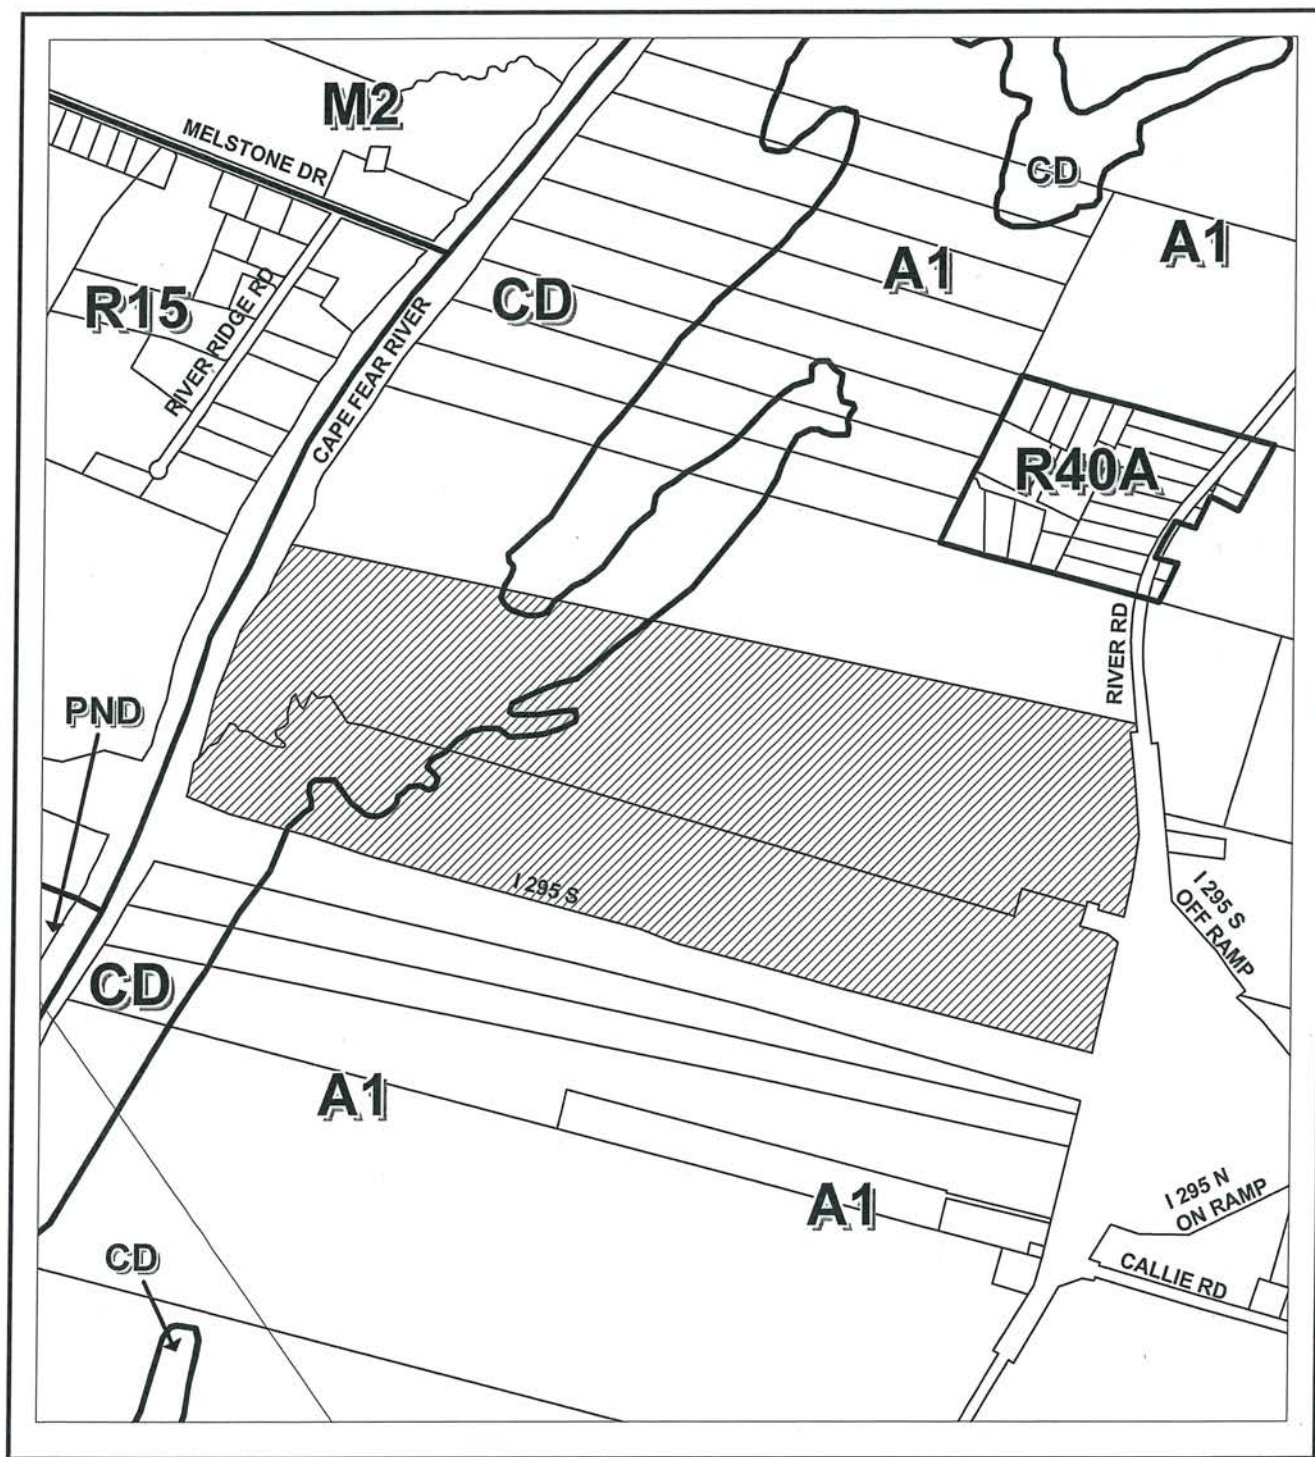 M2
MELSTONE DR
CD
A1
A1
R15
CD
RIVER RIDGE RD
CAPE FEAR RIVER
R40A
RIVER RD
PND
I 295 S
I 295 S
OFF RAMP
CD
A1
A1
I 295 N
ON RAMP
CD
CALLIE RD